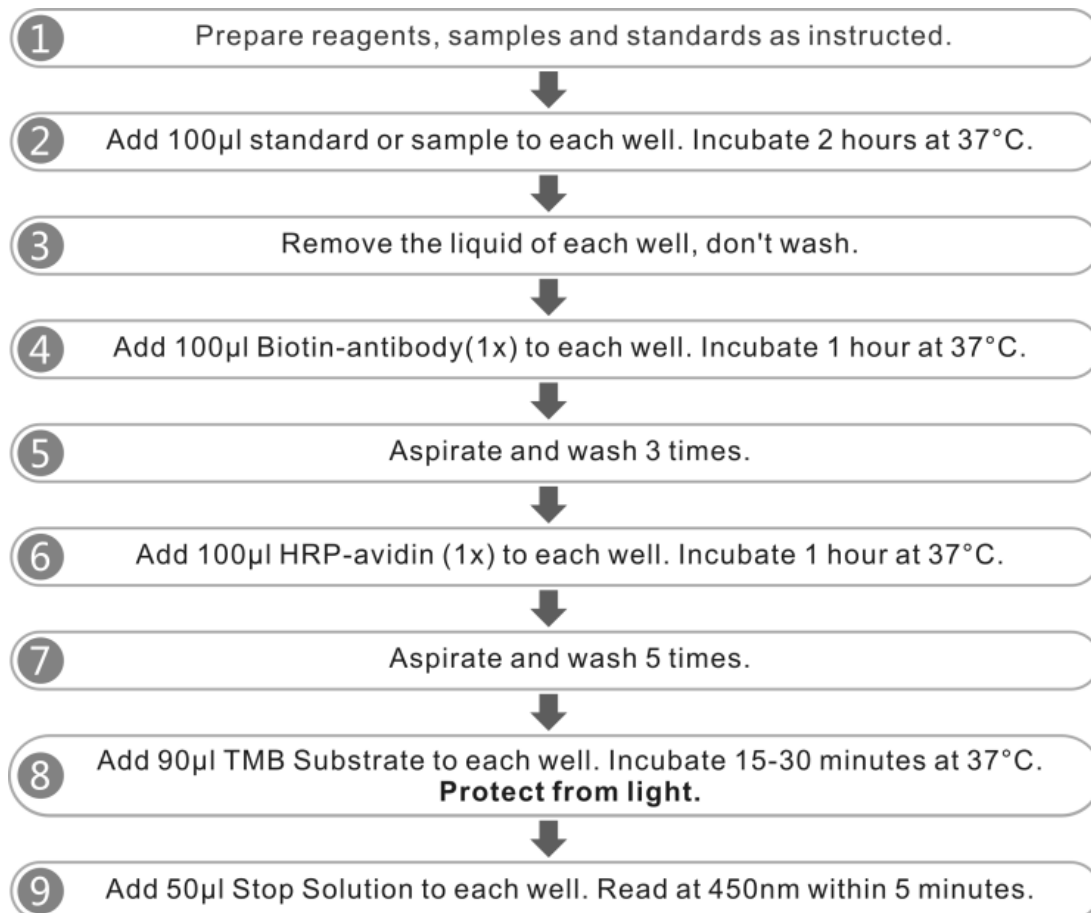 1 Prepare reagents, samples and standards as instructed.
2 Add 100µl standard or sample to each well. Incubate 2 hours at 37°C.
3 Remove the liquid of each well, don't wash.
4 Add 100µl Biotin-antibody(1x) to each well. Incubate 1 hour at 37°C.
5 Aspirate and wash 3 times.
6 Add 100µl HRP-avidin (1x) to each well. Incubate 1 hour at 37°C.
7 Aspirate and wash 5 times.
8 Add 90µl TMB Substrate to each well. Incubate 15-30 minutes at 37°C.
Protect from light.
9 Add 50µl Stop Solution to each well. Read at 450nm within 5 minutes.